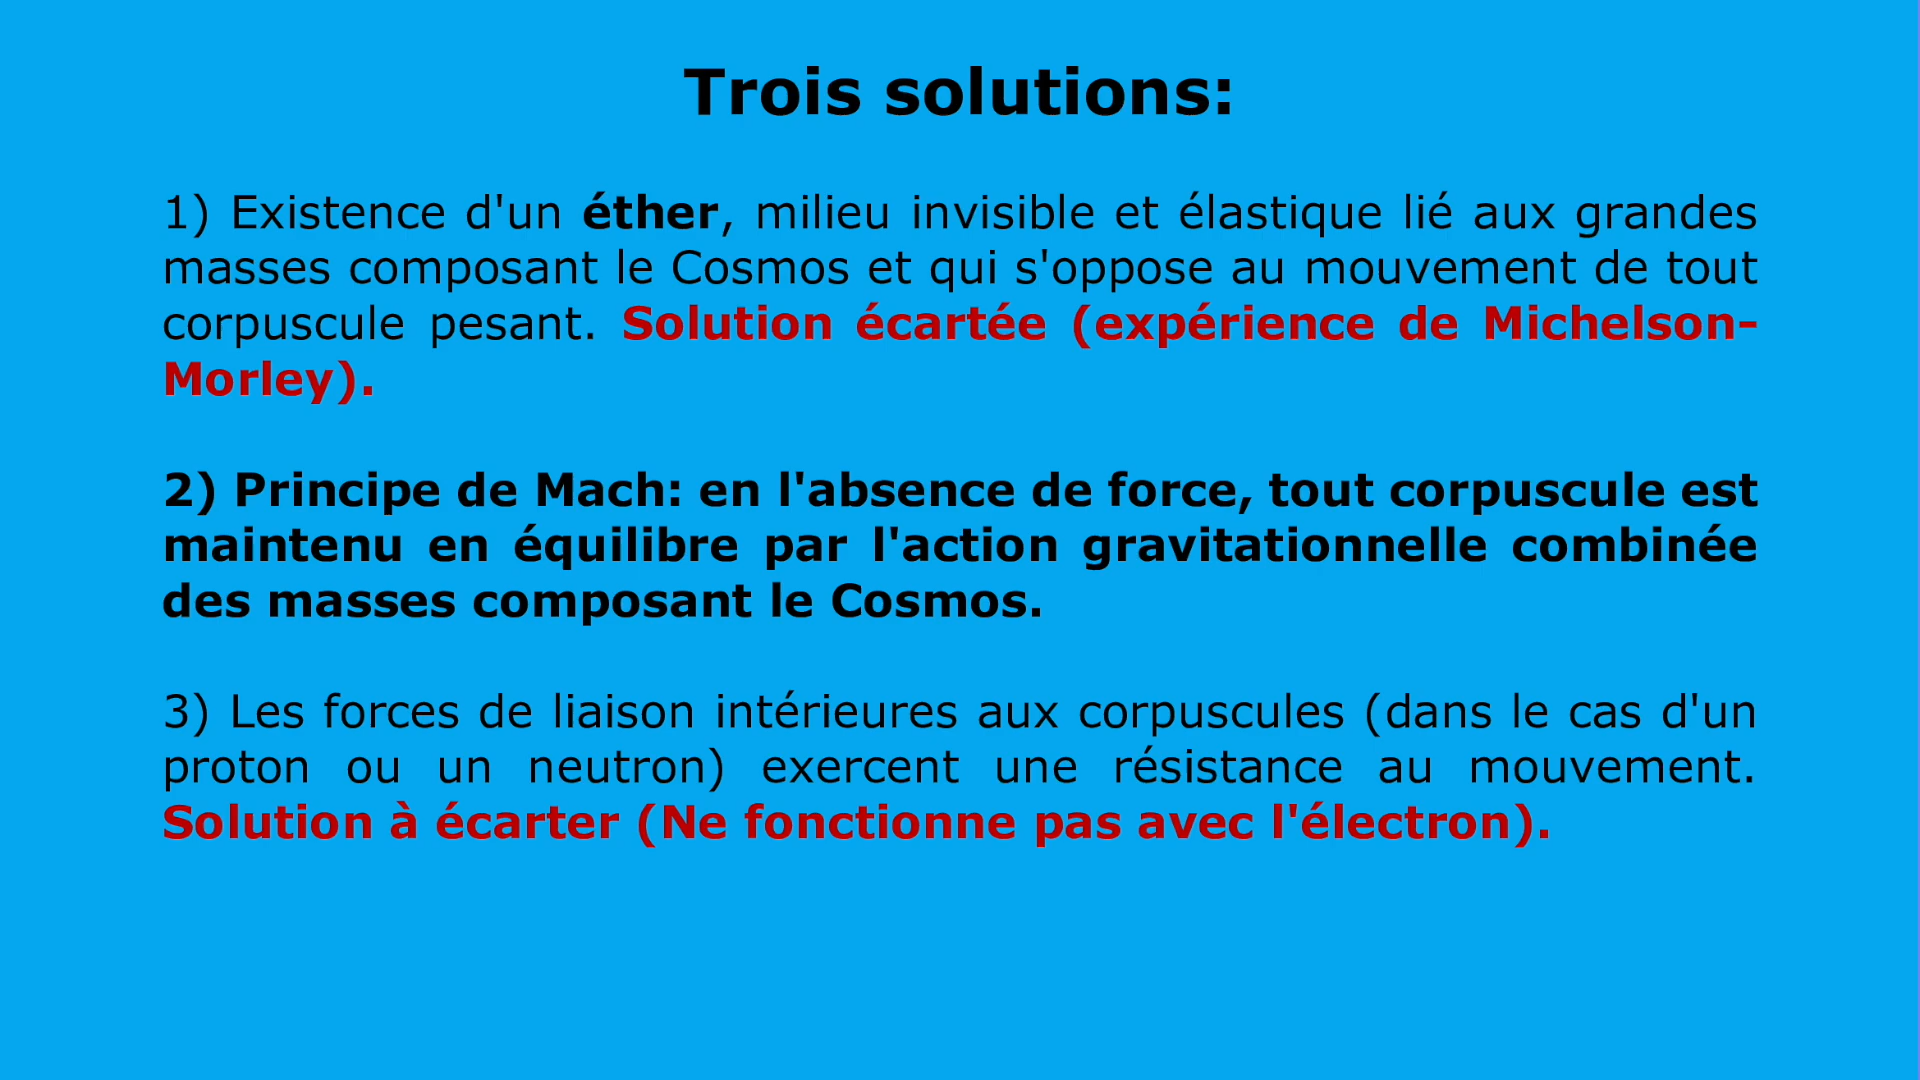 Trois solutions:
1) Existence d'un éther, milieu invisible et élastique lié aux grandes
masses composant le Cosmos et qui s'oppose au mouvement de tout
corpuscule pesant. Solution écartée (expérience de Michelson-
Morley).
2) Principe de Mach: en l'absence de force, tout corpuscule est
maintenu en équilibre par l'action gravitationnelle combinée
des masses composant le Cosmos.
3) Les forces de liaison intérieures aux corpuscules (dans le cas d'un
proton ou un neutron) exercent une résistance au mouvement.
Solution à écarter (Ne fonctionne pas avec l'électron).